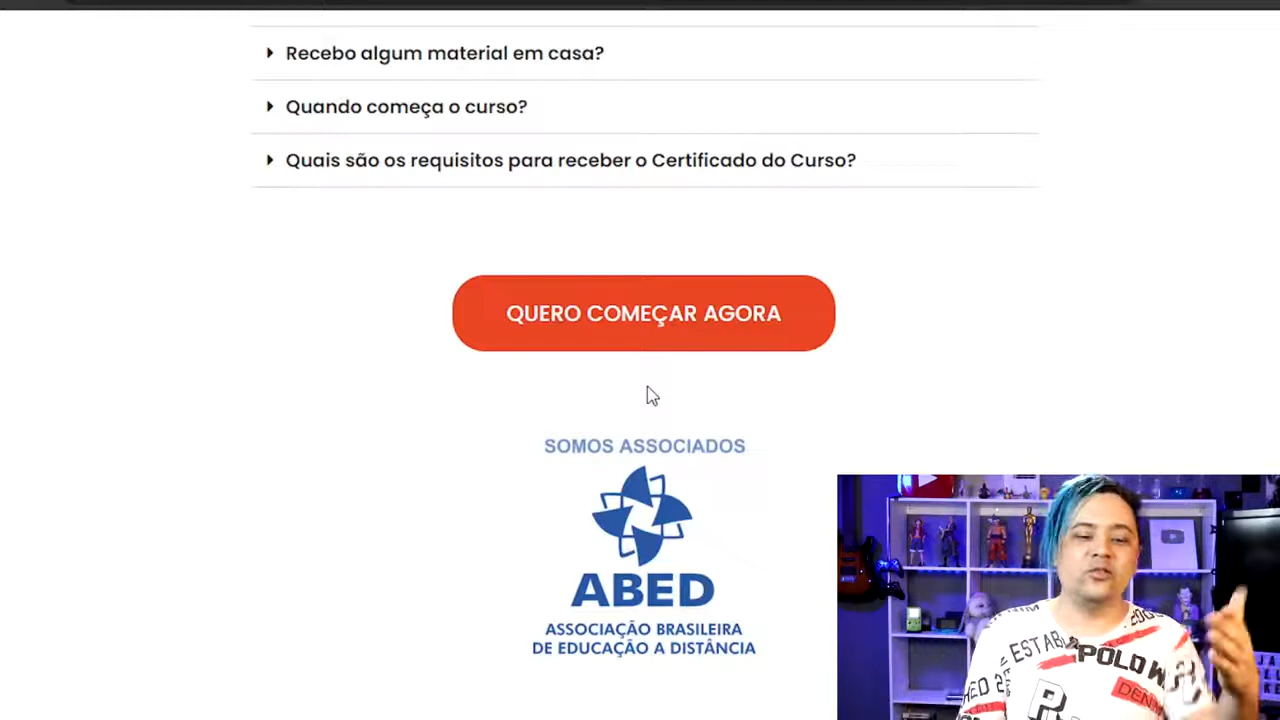 Recebo algum material em casa?
Quando começa o curso?
Quais são os requisitos para receber o Certificado do Curso?
QUERO COMEÇAR AGORA
SOMOS ASSOCIADOS
ABED
ASSOCIAÇÃO BRASILEIRA
DE EDUCAÇÃO A DISTÂNCIA
POLO